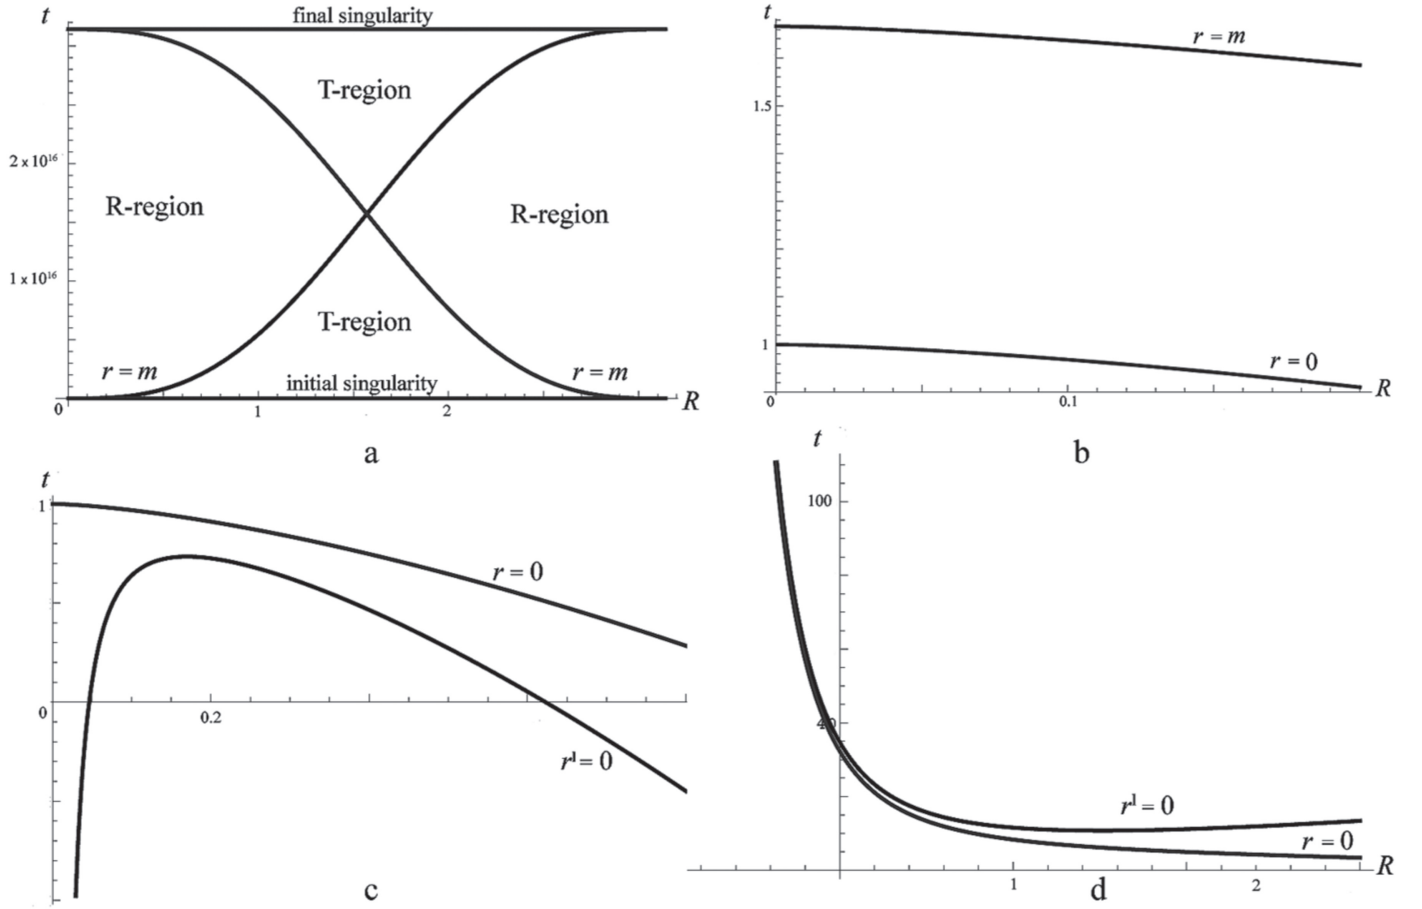 t
final singularity
T-region
2 x 10¹⁶
R-region
R-region
1 x 10¹⁶
T-region
r = m
initial singularity
r = m
0
1
2
R
a
t
r = m
1.5
1
r = 0
0
0.1
R
b
t
1
r = 0
0
0.2
r¹= 0
c
t
100
40
r¹= 0
r = 0
R
1
2
d